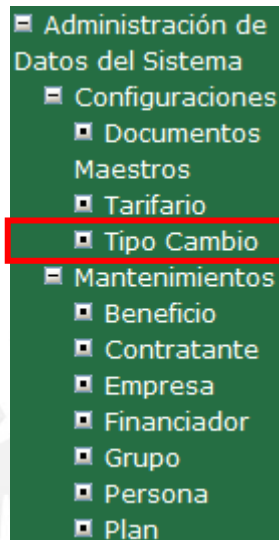 Administración de
Datos del Sistema
Configuraciones
Documentos
Maestros
Tarifario
Tipo Cambio
Mantenimientos
Beneficio
Contratante
Empresa
Financiador
Grupo
Persona
Plan